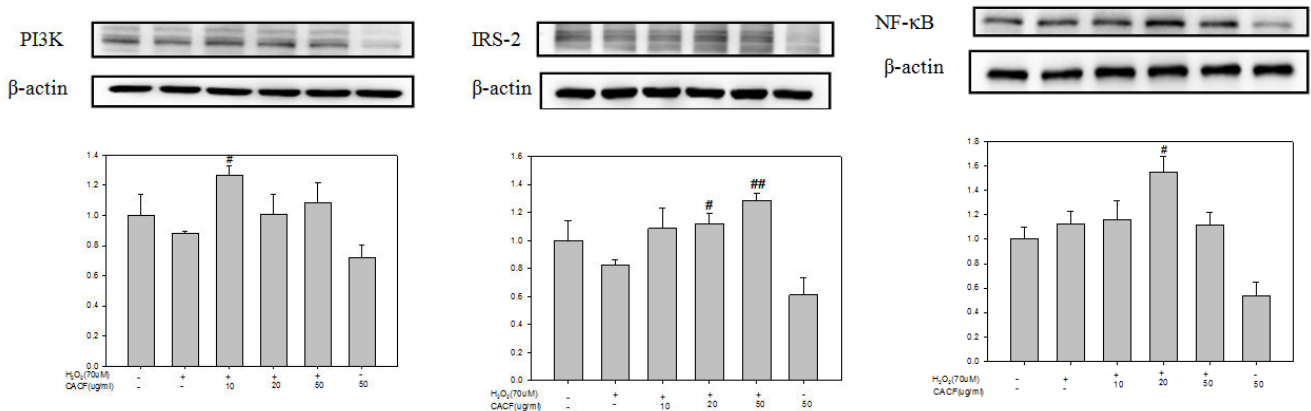 PI3K
β-actin
1.4
1.2
1.0
0.8
0.6
0.4
0.2
0.0
#
H₂O₂(70uM) - + + + + -
CACF(ug/ml) - - 10 20 50 50
IRS-2
β-actin
1.6
1.4
1.2
1.0
0.8
0.6
0.4
0.2
0.0
# ##
H₂O₂(70uM) - + + + + -
CACF(ug/ml) - - 10 20 50 50
NF-κB
β-actin
1.8
1.6
1.4
1.2
1.0
0.8
0.6
0.4
0.2
0.0
#
H₂O₂(70uM) - + + + + -
CACF(ug/ml) - - 10 20 50 50